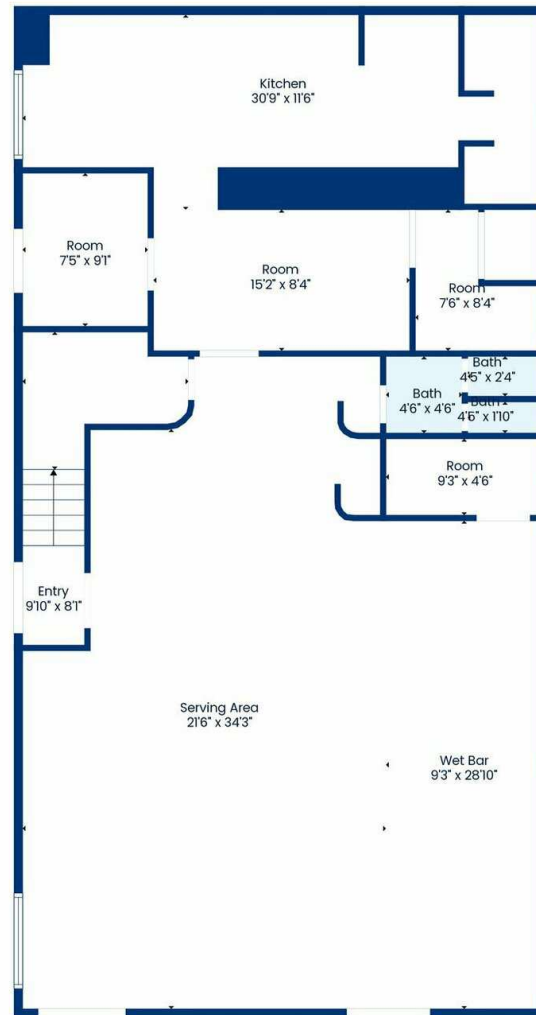 Kitchen
30'9" x 11'6"
Room
7'5" x 9'1"
Room
15'2" x 8'4"
Room
7'6" x 8'4"
Bath
4'5" x 2'4"
Bath
4'6" x 4'6"
Bath
4'5" x 1'10"
Room
9'3" x 4'6"
Entry
9'10" x 8'1"
Serving Area
21'6" x 34'3"
Wet Bar
9'3" x 28'10"